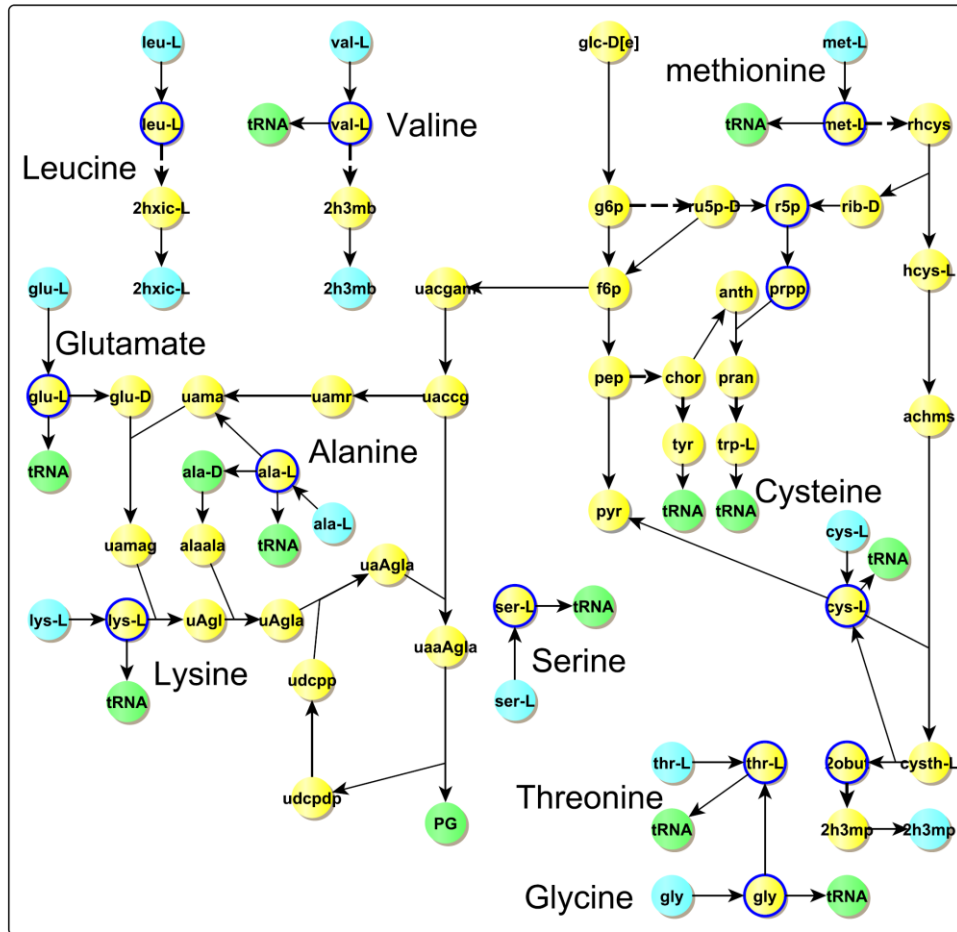 leu-L
val-L
glc-D[e]
met-L
methionine
leu-L
tRNA
val-L
Valine
tRNA
met-L
rhcys
Leucine
2hxic-L
2h3mb
g6p
ru5p-D
r5p
rib-D
glu-L
2hxic-L
2h3mb
uacgam
f6p
anth
prpp
hcys-L
Glutamate
glu-L
glu-D
uama
uamr
uaccg
pep
chor
pran
achms
tRNA
ala-D
ala-L
Alanine
tyr
trp-L
Cysteine
uamag
alaala
tRNA
ala-L
pyr
tRNA
tRNA
cys-L
tRNA
uaAgla
lys-L
lys-L
uAgl
uAgla
uaaAgla
ser-L
tRNA
cys-L
Lysine
Serine
tRNA
udcpp
ser-L
udcpdp
PG
thr-L
thr-L
2obut
cysth-L
Threonine
tRNA
2h3mp
2h3mp
Glycine
gly
gly
tRNA